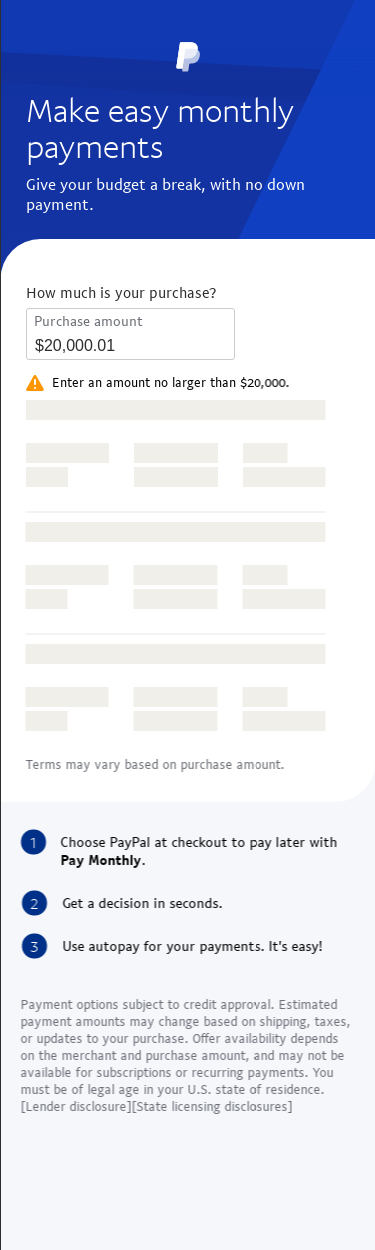 Make easy monthly
payments
Give your budget a break, with no down
payment.
How much is your purchase?
Purchase amount
$20,000.01
Enter an amount no larger than $20,000.
Terms may vary based on purchase amount.
1 Choose PayPal at checkout to pay later with
Pay Monthly.
2 Get a decision in seconds.
3 Use autopay for your payments. It's easy!
Payment options subject to credit approval. Estimated
payment amounts may change based on shipping, taxes,
or updates to your purchase. Offer availability depends
on the merchant and purchase amount, and may not be
available for subscriptions or recurring payments. You
must be of legal age in your U.S. state of residence.
[Lender disclosure][State licensing disclosures]